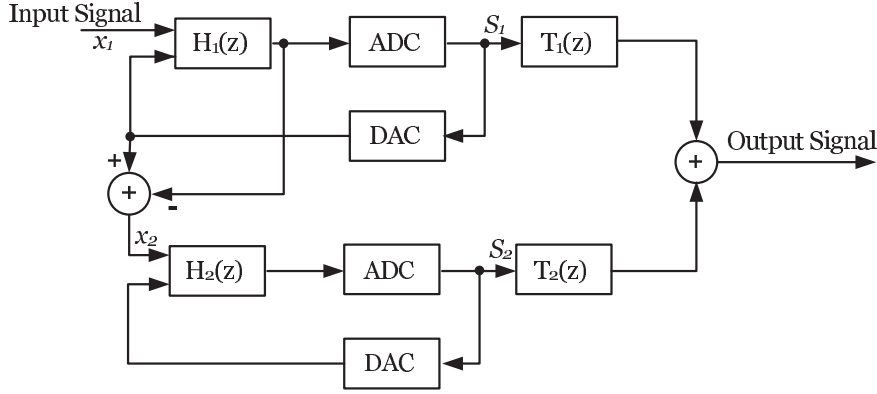 Input Signal
x₁
H₁(z)
ADC
S₁
T₁(z)
DAC
+
+
-
+
Output Signal
x₂
H₂(z)
ADC
S₂
T₂(z)
DAC